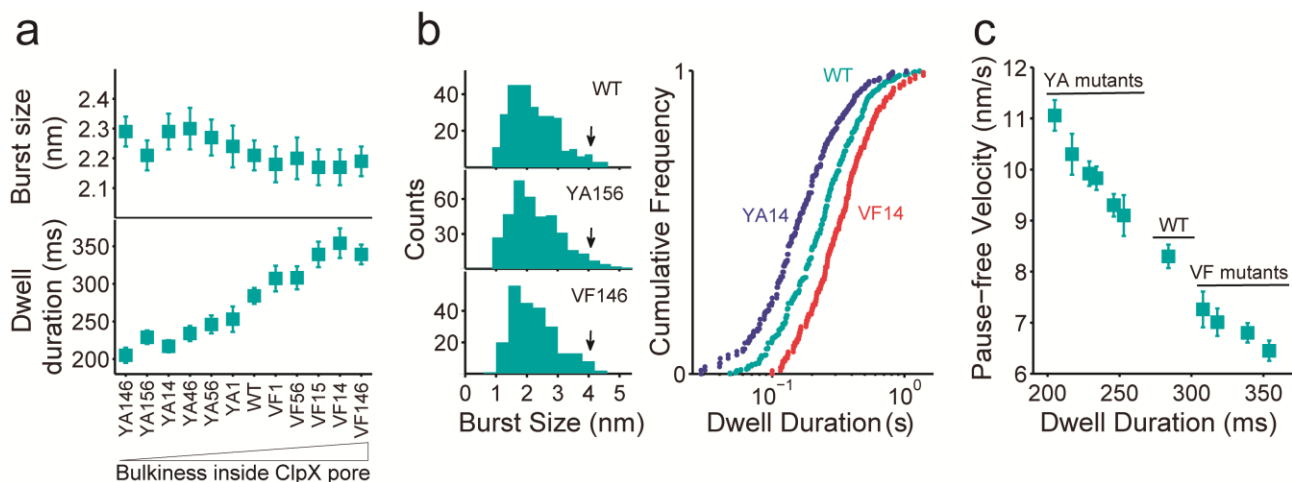 a
Burst size
(nm)
2.4
2.3
2.2
2.1
Dwell
duration (ms)
350
300
250
200
YA146
YA156
YA14
YA46
YA56
YA1
WT
VF1
VF56
VF15
VF14
VF146
Bulkiness inside ClpX pore
b
Counts
40
20
WT
60
30
YA156
40
20
0
VF146
0 1 2 3 4 5
Burst Size (nm)
Cumulative Frequency
1
0
WT
YA14
VF14
10⁻¹ 10⁰
Dwell Duration (s)
c
Pause−free Velocity (nm/s)
12
11
10
9
8
7
6
YA mutants
WT
VF mutants
200 250 300 350
Dwell Duration (ms)